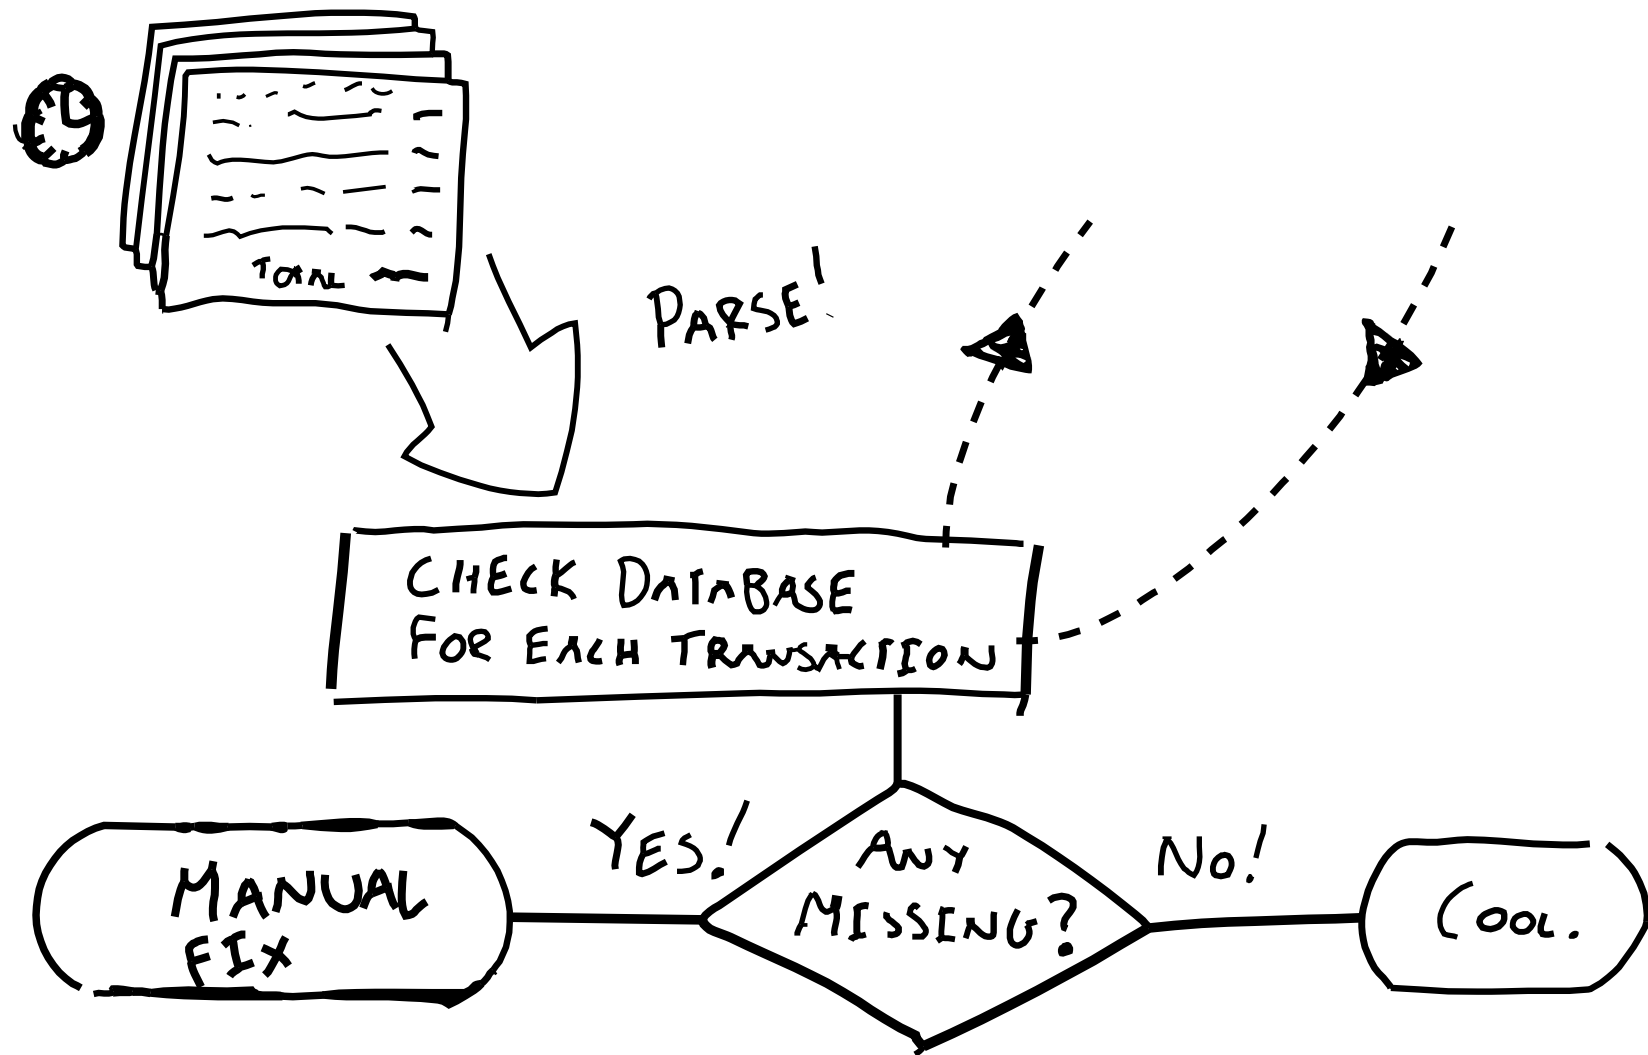 TOTAL
PARSE!
CHECK DATABASE
FOR EACH TRANSACTION
YES!
ANY
MISSING?
NO!
MANUAL
FIX
COOL.